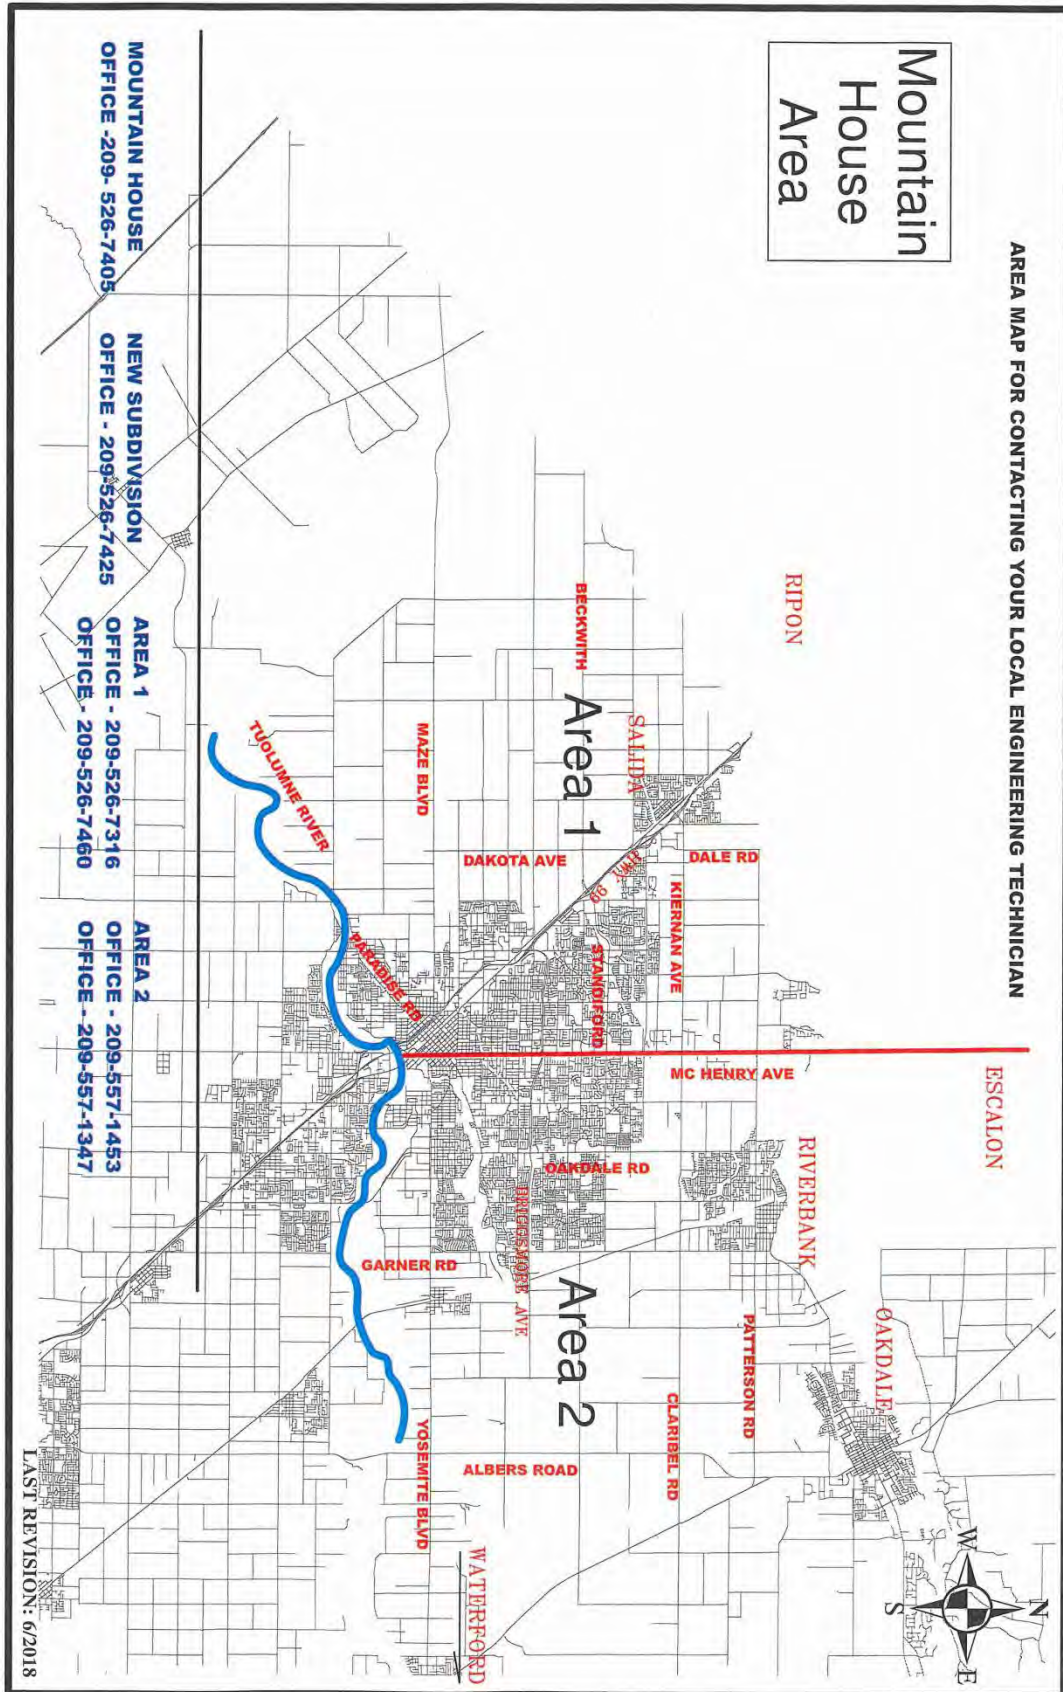 AREA MAP FOR CONTACTING YOUR LOCAL ENGINEERING TECHNICIAN
Mountain
House
Area
RIPON
ESCALON
RIVERBANK
OAKDALE
SALIDA
WATERFORD
BECKWITH
Area 1
MAZE BLVD
DAKOTA AVE
DALE RD
KIERNAN AVE
HWY 99
STANDIFORD
MC HENRY AVE
TUOLUMNE RIVER
PARADISE RD
OAKDALE RD
BRIGGSMORE AVE
GARNER RD
Area 2
PATTERSON RD
CLARIBEL RD
ALBERS ROAD
YOSEMITE BLVD
N
W
E
S
MOUNTAIN HOUSE
OFFICE -209- 526-7405
NEW SUBDIVISION
OFFICE - 209-526-7425
AREA 1
OFFICE - 209-526-7316
OFFICE - 209-526-7460
AREA 2
OFFICE - 209-557-1453
OFFICE - 209-557-1347
LAST REVISION: 6/2018